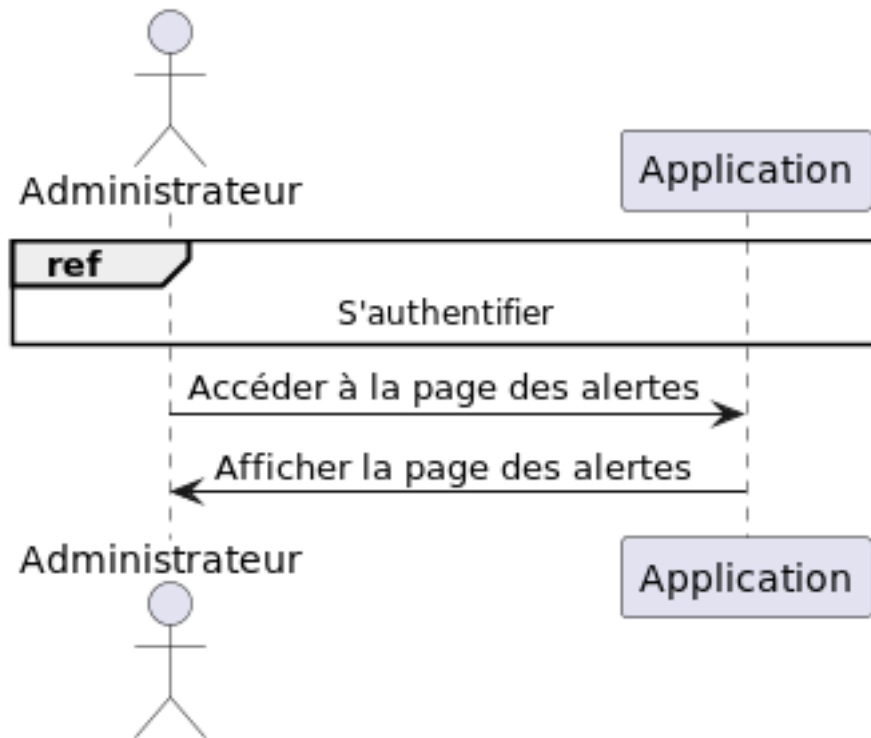 Administrateur
Application
ref
S'authentifier
Accéder à la page des alertes
Afficher la page des alertes
Administrateur
Application